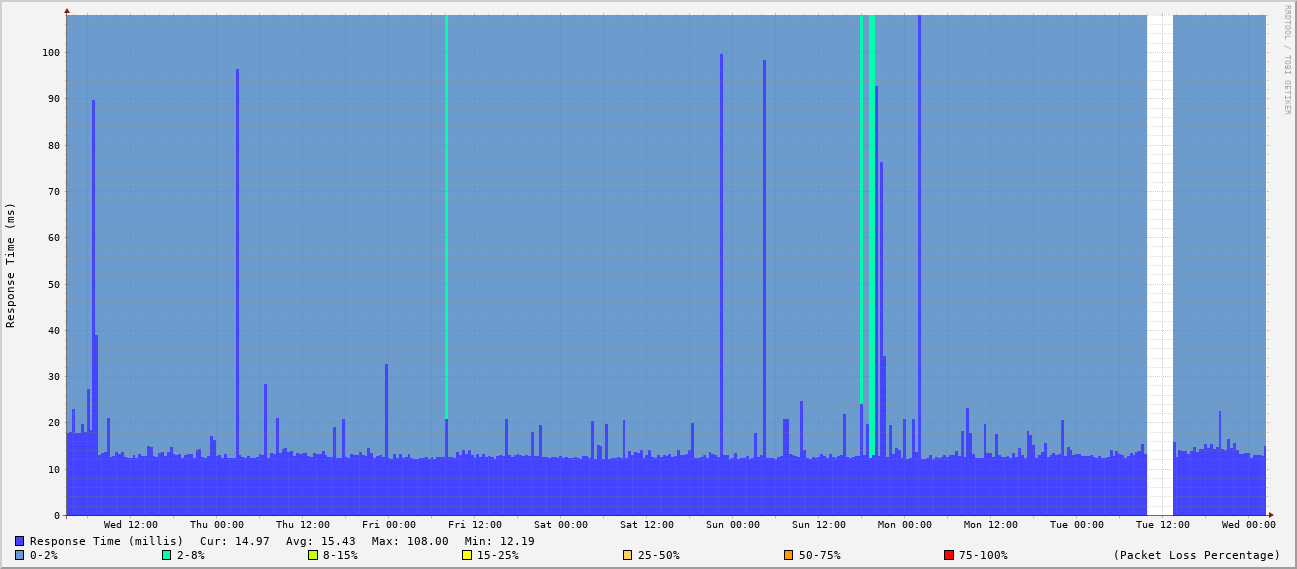 RRDTOOL / TOBI OETIKER
Response Time (ms)
100
90
80
70
60
50
40
30
20
10
0
Wed 12:00 Thu 00:00 Thu 12:00 Fri 00:00 Fri 12:00 Sat 00:00 Sat 12:00 Sun 00:00 Sun 12:00 Mon 00:00 Mon 12:00 Tue 00:00 Tue 12:00 Wed 00:00
Response Time (millis) Cur: 14.97 Avg: 15.43 Max: 108.00 Min: 12.19
0-2% 2-8% 8-15% 15-25% 25-50% 50-75% 75-100% (Packet Loss Percentage)